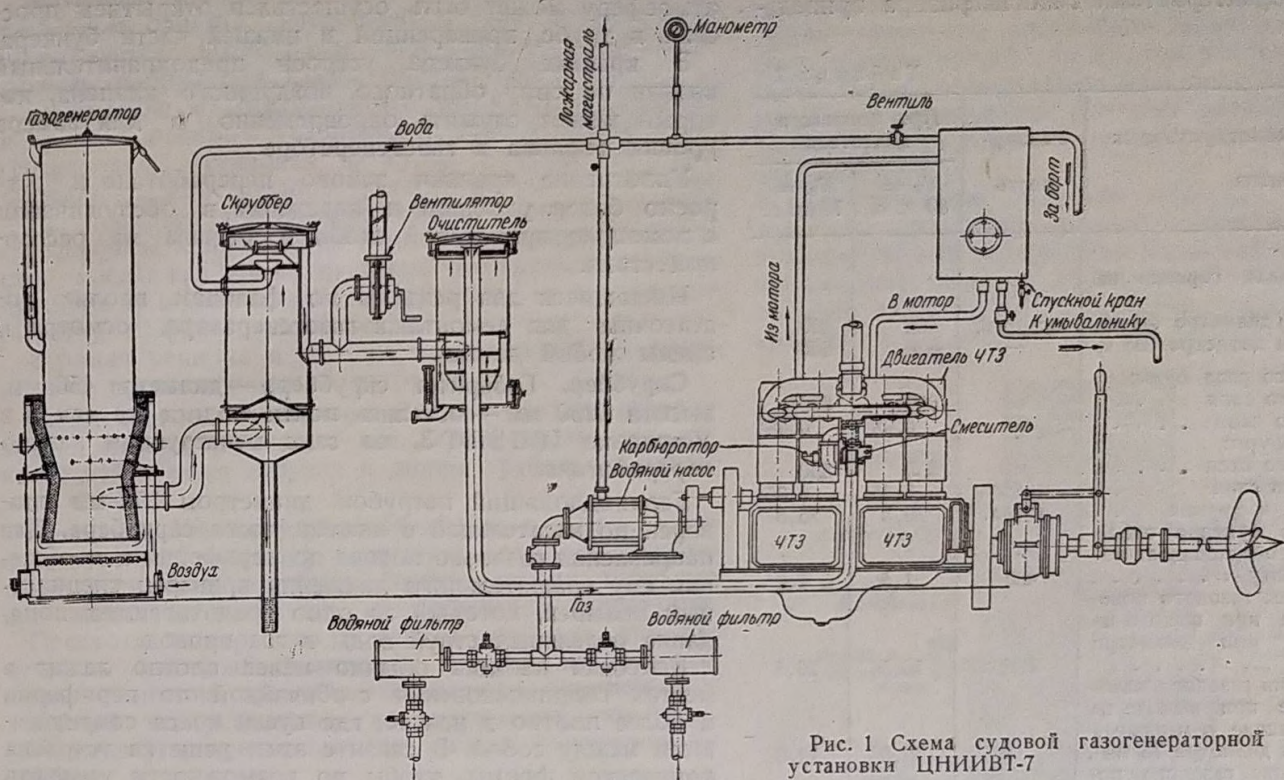 Манометр
Пожарная
магистраль
Вентиль
Газогенератор
Вода
За борт
Скруббер
Вентилятор
Очиститель
Из мотора
В мотор
Спускной кран
К умывальнику
Двигатель ЧТЗ
Карбюратор
Смеситель
Водяной насос
ЧТЗ
ЧТЗ
Воздух
Газ
Водяной фильтр
Водяной фильтр
Рис. 1 Схема судовой газогенераторной
установки ЦНИИВТ-7